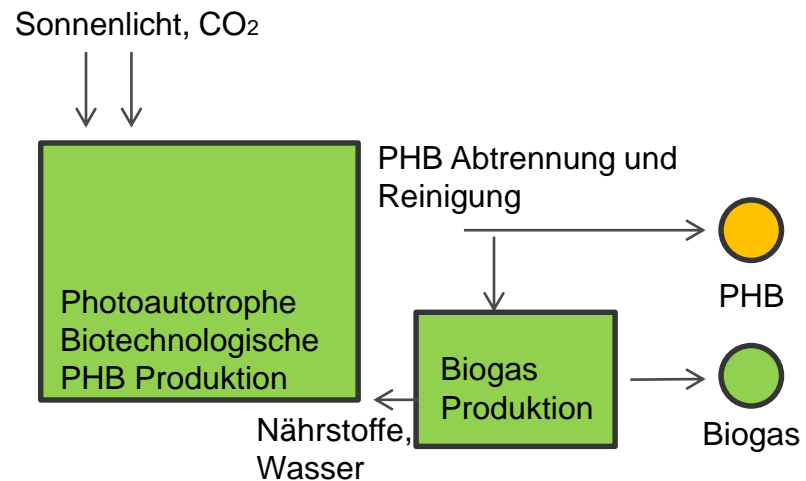 Sonnenlicht, CO2
PHB Abtrennung und
Reinigung
Photoautotrophe
Biotechnologische
PHB Produktion
PHB
Biogas
Produktion
Biogas
Nährstoffe,
Wasser